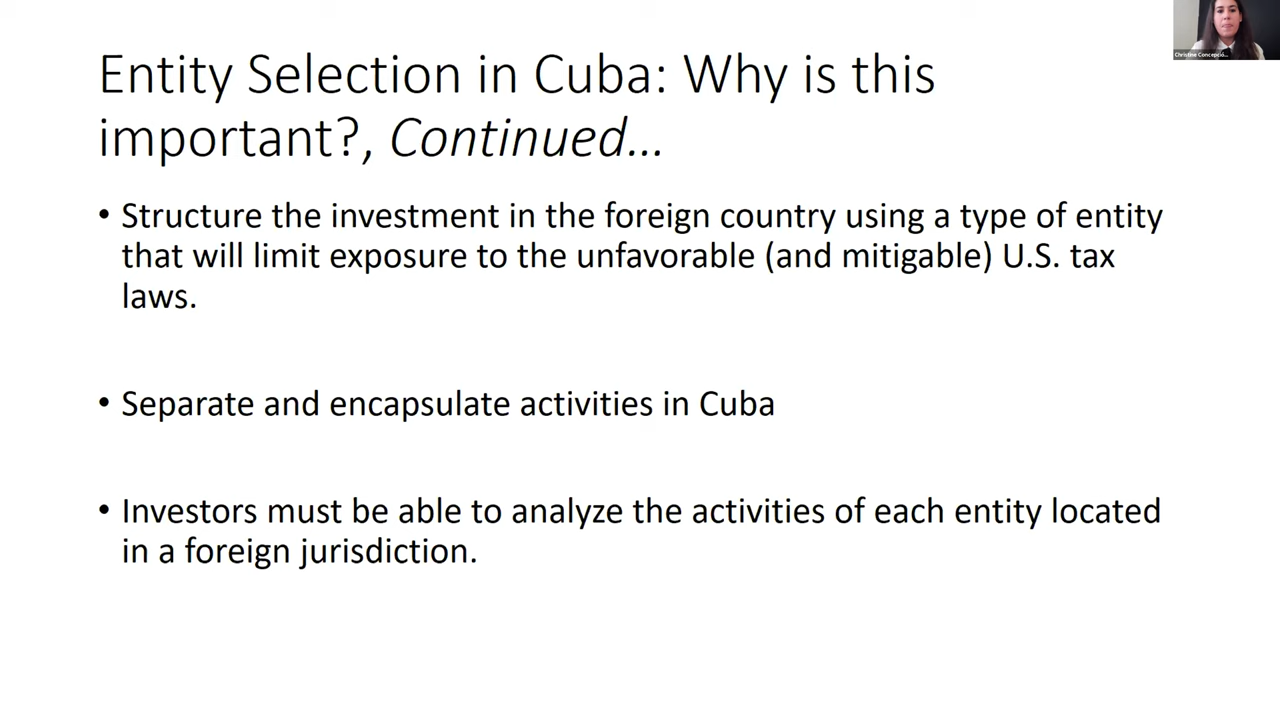 Entity Selection in Cuba: Why is this
important?, Continued...
• Structure the investment in the foreign country using a type of entity
that will limit exposure to the unfavorable (and mitigable) U.S. tax
laws.
• Separate and encapsulate activities in Cuba
• Investors must be able to analyze the activities of each entity located
in a foreign jurisdiction.
Christine Concepcio...